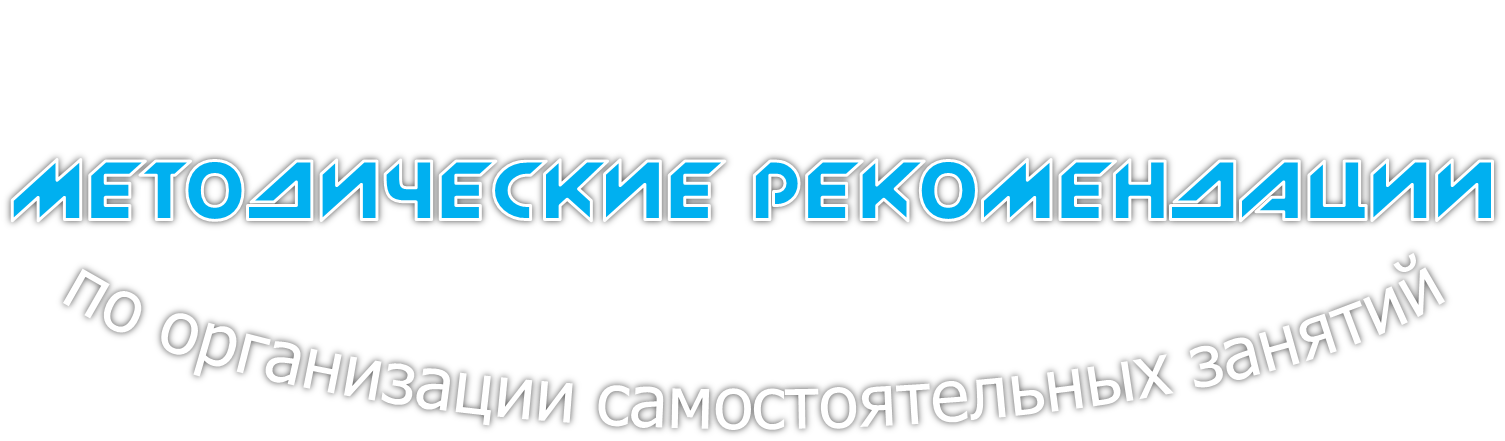 МЕТОДИЧЕСКИЕ РЕКОМЕНДАЦИИ
по организации самостоятельных занятий